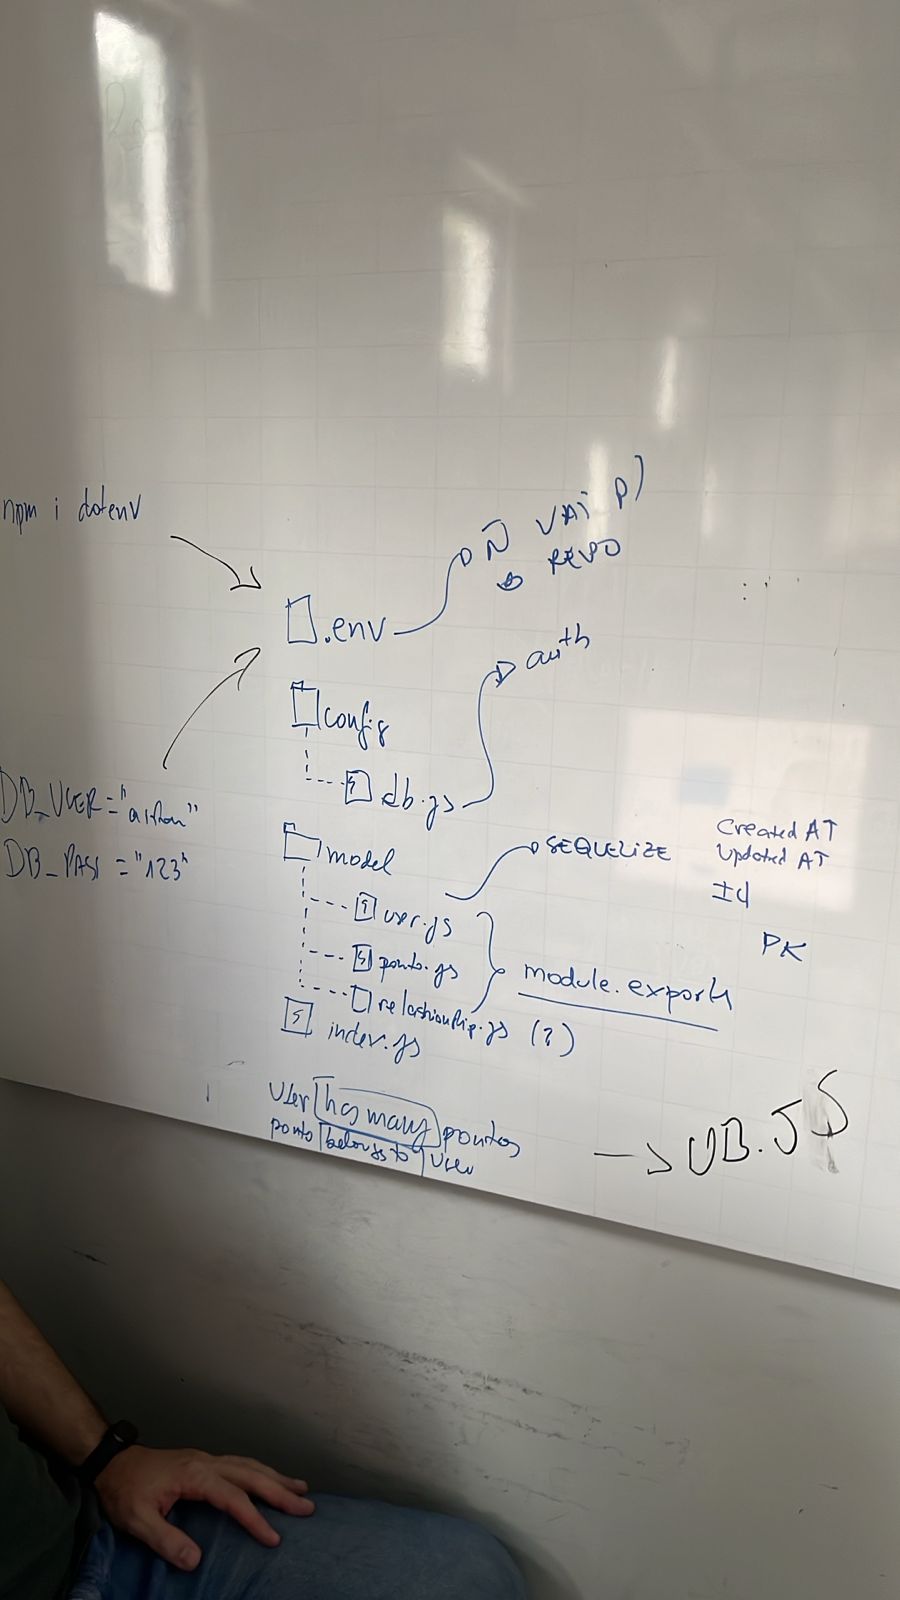 npm i dotenv
Ñ VAI P/
o REPO
.env
auth
config
db.js
DB_USER="
DB_PASS="123"
model
SEQUELIZE
Created AT
Updated AT
Id
PK
user.js
ponto.js
relationship.js (?)
module.exports
index.js
User has many pontos
ponto belongs to User
→ UB.JS